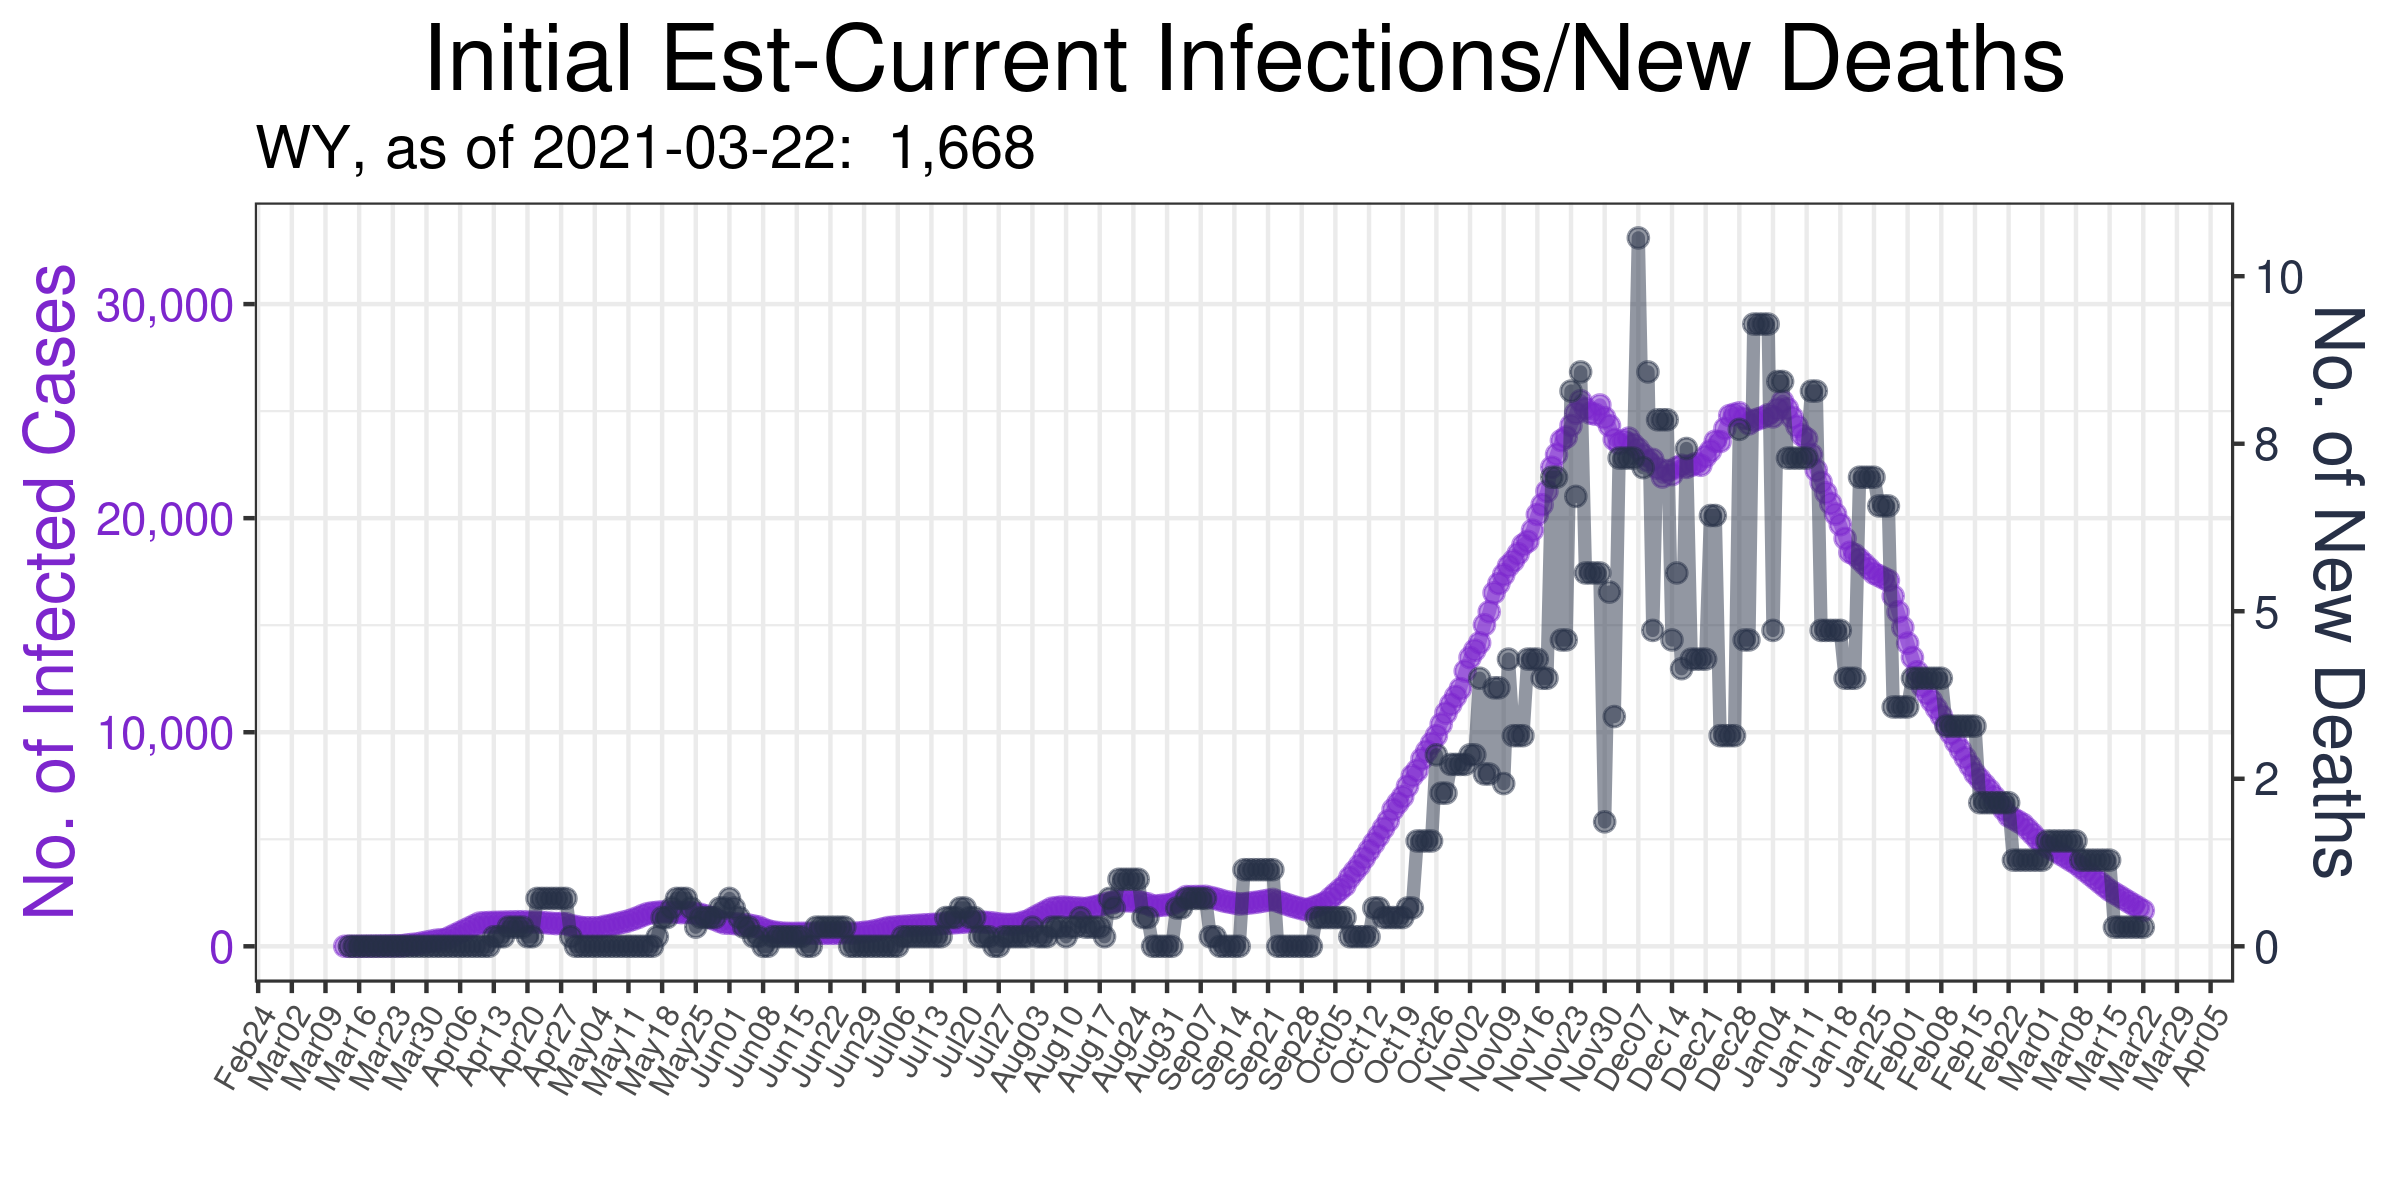 Initial Est-Current Infections/New Deaths
WY, as of 2021-03-22:  1,668
No. of Infected Cases
30,000
20,000
10,000
0
10
8
5
2
0
No. of New Deaths
Feb24
Mar02
Mar09
Mar16
Mar23
Mar30
Apr06
Apr13
Apr20
Apr27
May04
May11
May18
May25
Jun01
Jun08
Jun15
Jun22
Jun29
Jul06
Jul13
Jul20
Jul27
Aug03
Aug10
Aug17
Aug24
Aug31
Sep07
Sep14
Sep21
Sep28
Oct05
Oct12
Oct19
Oct26
Nov02
Nov09
Nov16
Nov23
Nov30
Dec07
Dec14
Dec21
Dec28
Jan04
Jan11
Jan18
Jan25
Feb01
Feb08
Feb15
Feb22
Mar01
Mar08
Mar15
Mar22
Mar29
Apr05